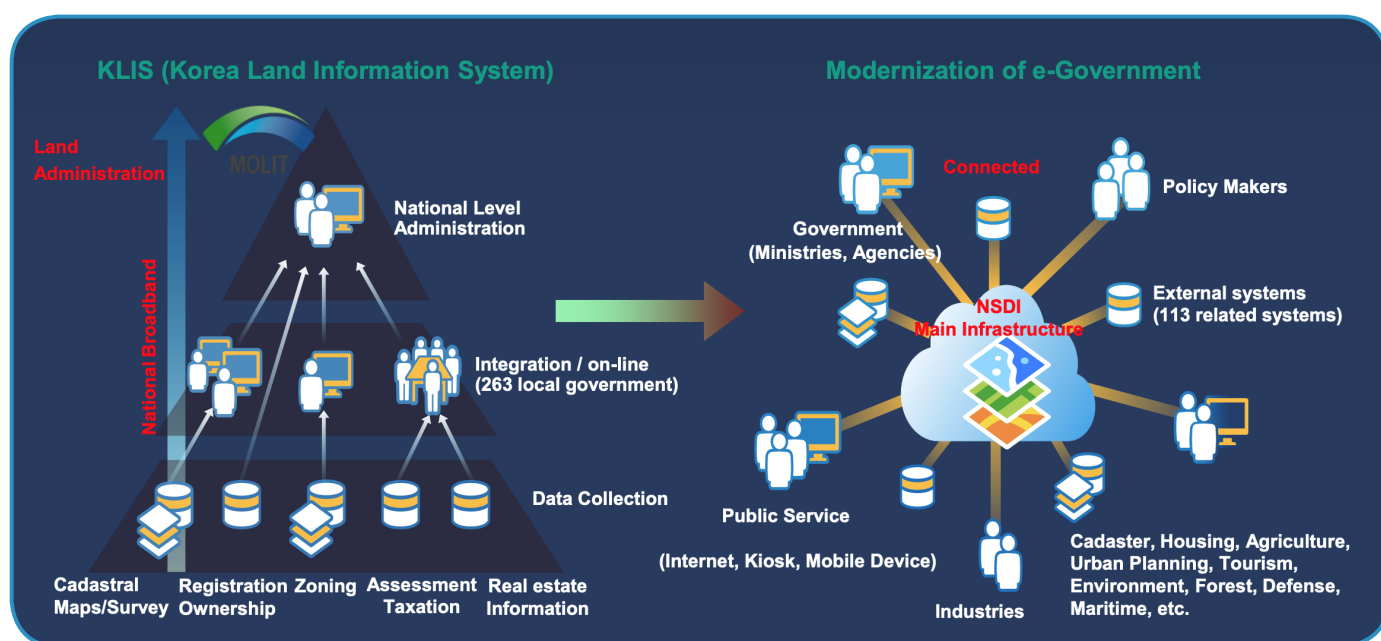 KLIS (Korea Land Information System)
Land
Administration
MOLIT
National Level
Administration
National Broadband
Integration / on-line
(263 local government)
Data Collection
Cadastral
Maps/Survey
Registration
Ownership
Zoning
Assessment
Taxation
Real estate
Information
Modernization of e-Government
Connected
Policy Makers
Government
(Ministries, Agencies)
External systems
(113 related systems)
NSDI
Main Infrastructure
Public Service
(Internet, Kiosk, Mobile Device)
Industries
Cadaster, Housing, Agriculture,
Urban Planning, Tourism,
Environment, Forest, Defense,
Maritime, etc.